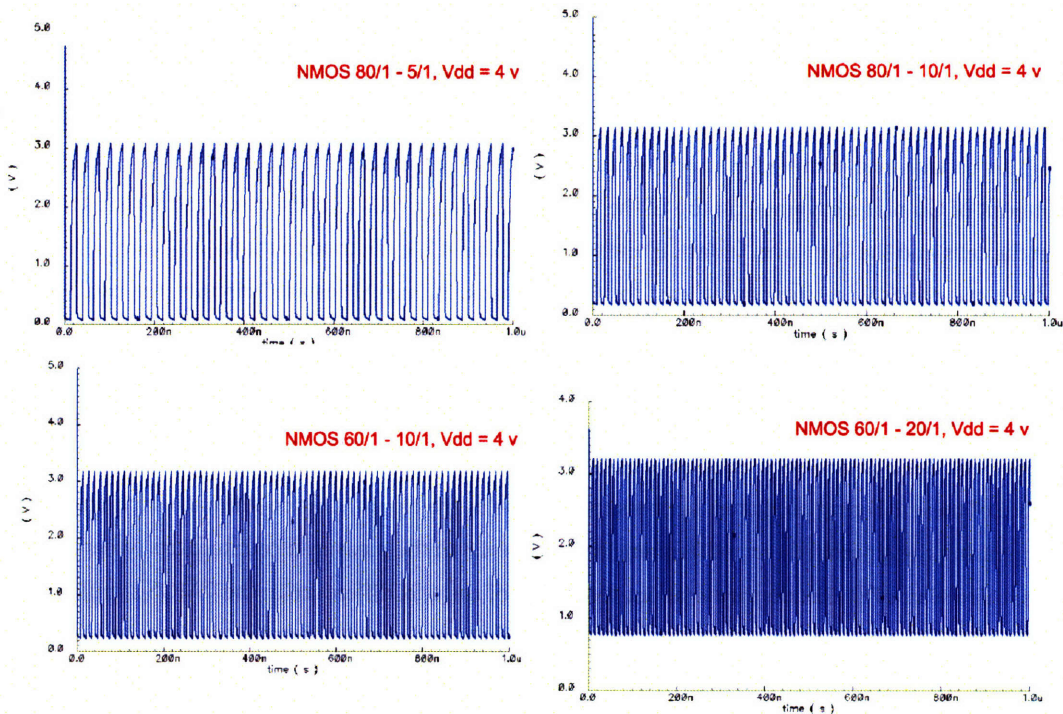 5.0
NMOS 80/1 - 5/1, Vdd = 4 v
4.0
3.0
( V )
2.0
1.0
0.0
0.0 200n 400n 600n 800n 1.0u
time ( s )
5.0
NMOS 80/1 - 10/1, Vdd = 4 v
4.0
3.0
( V )
2.0
1.0
.0
0.0 200n 400n 600n 800n 1.0u
time ( s )
5.0
NMOS 60/1 - 10/1, Vdd = 4 v
4.0
3.0
( V )
2.0
1.0
0.0
0.0 200n 400n 600n 800n 1.0u
time ( s )
4.0
NMOS 60/1 - 20/1, Vdd = 4 v
3.0
( V )
2.0
1.0
0.0
0.0 200n 400n 600n 800n 1.0u
time ( s )